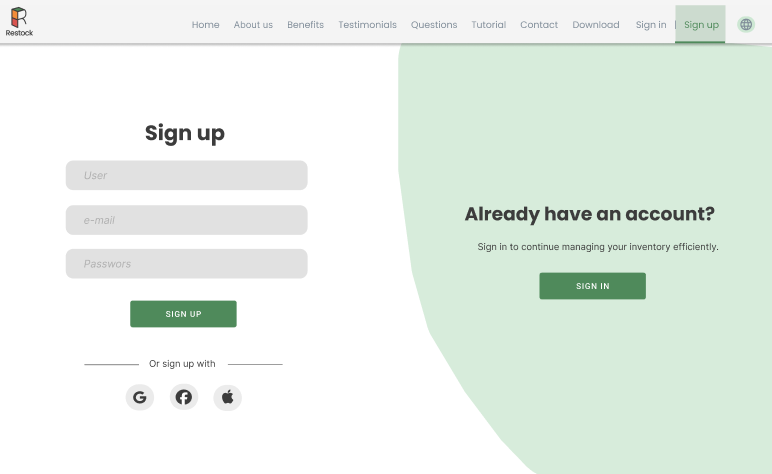 Restock
Home About us Benefits Testimonials Questions Tutorial Contact Download Sign in | Sign up
Sign up
User
e-mail
Passwors
SIGN UP
Or sign up with
Already have an account?
Sign in to continue managing your inventory efficiently.
SIGN IN